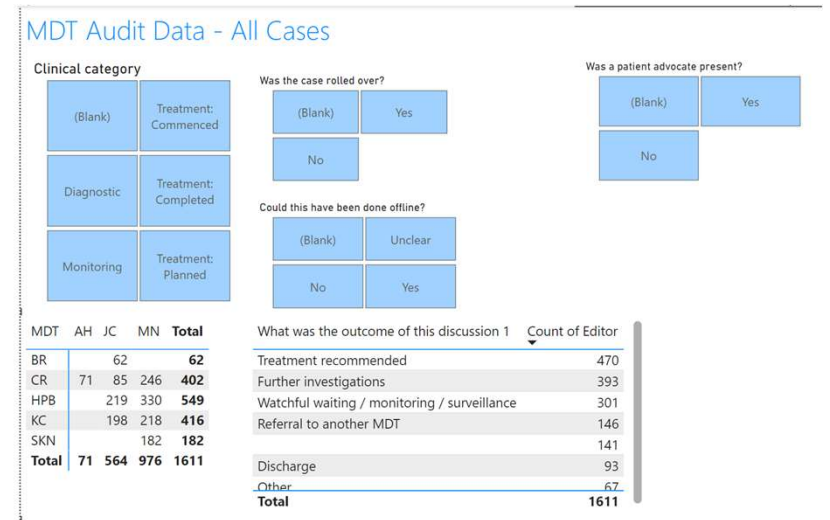 MDT Audit Data - All Cases
Clinical category
(Blank)
Treatment:
Commenced
Diagnostic
Treatment:
Completed
Monitoring
Treatment:
Planned
Was the case rolled over?
(Blank)
Yes
No
Could this have been done offline?
(Blank)
Unclear
No
Yes
Was a patient advocate present?
(Blank)
Yes
No
MDT AH JC MN Total
BR 62 62
CR 71 85 246 402
HPB 219 330 549
KC 198 218 416
SKN 182 182
Total 71 564 976 1611
What was the outcome of this discussion 1 Count of Editor
Treatment recommended 470
Further investigations 393
Watchful waiting / monitoring / surveillance 301
Referral to another MDT 146
141
Discharge 93
Other 67
Total 1611